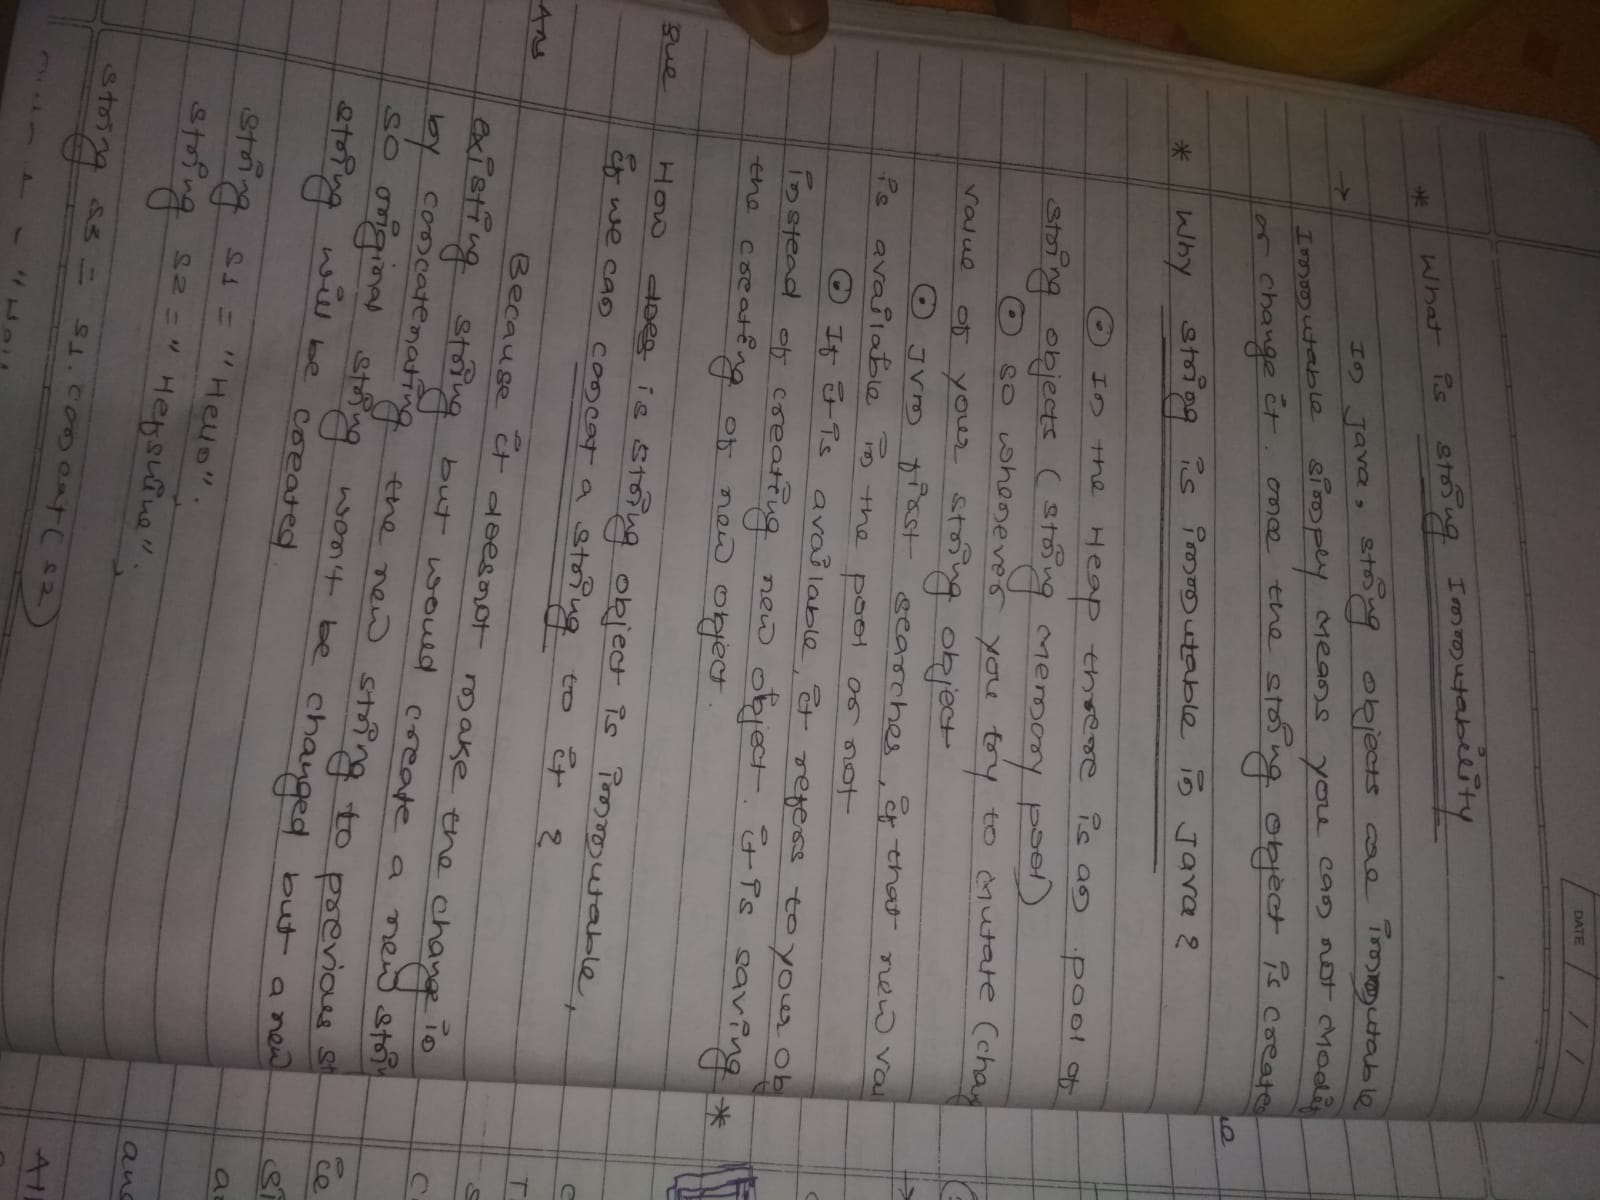 DATE / /
* What is string Immutability
In java, string objects are immutable
→ Immutable simply means you can not modif
or change it. once the string object is create
* Why string is immutable in java?
⊙ In the Heap there is an pool of
string objects (string memory pool)
⊙ so whenever you try to mutate (chan
value of your string object
⊙ JVM first searches, if that new val
is available in the pool or not
⊙ If it is available, it refers to your ob
instead of creating new object. it is saving
the creating of new object.
que How does is string object is immutable,
if we can concat a string to it?
Ans Because it doesnot make the change in
existing string but would create a new strin
by concatenating the new string to previous st
so original string won't be changed but a new
string will be created.
string s1 = "Hello";
string s2 = "Hepsuine";
string s3 = s1.concat(s2)